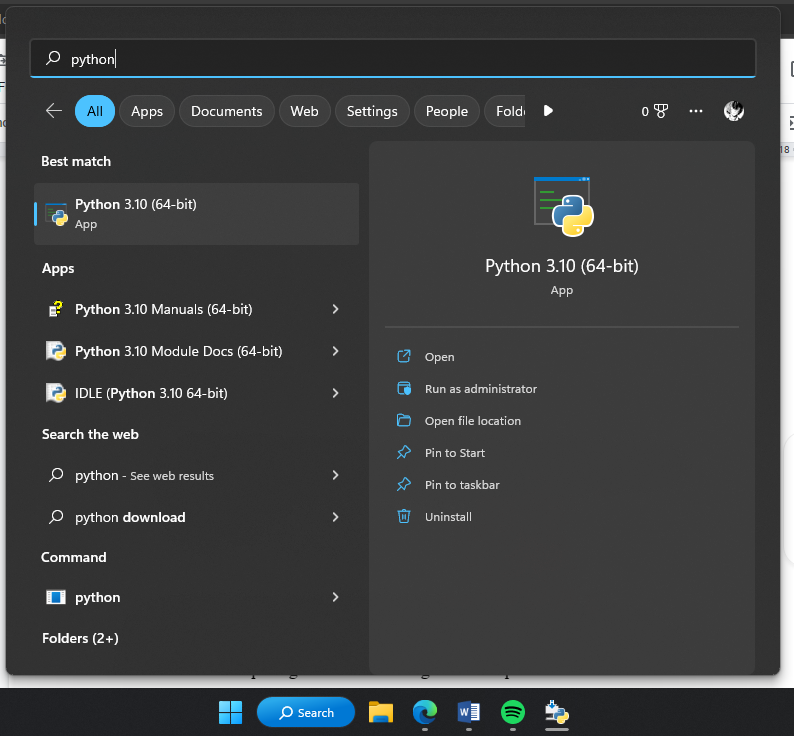 python
All
Apps
Documents
Web
Settings
People
Fold
0
Best match
Python 3.10 (64-bit)
App
Apps
Python 3.10 Manuals (64-bit)
Python 3.10 Module Docs (64-bit)
IDLE (Python 3.10 64-bit)
Search the web
python - See web results
python download
Command
python
Folders (2+)
Python 3.10 (64-bit)
App
Open
Run as administrator
Open file location
Pin to Start
Pin to taskbar
Uninstall
18
Search
W